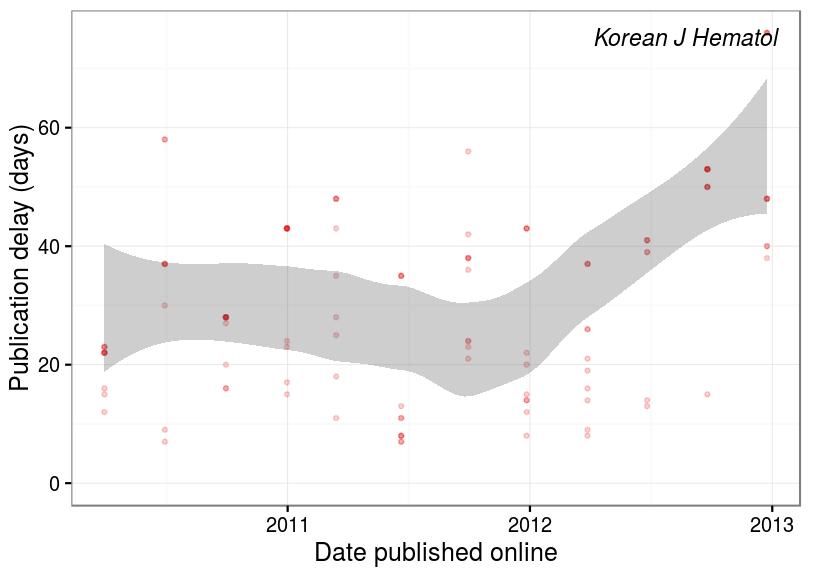 Korean J Hematol
Publication delay (days)
60
40
20
0
2011
2012
2013
Date published online